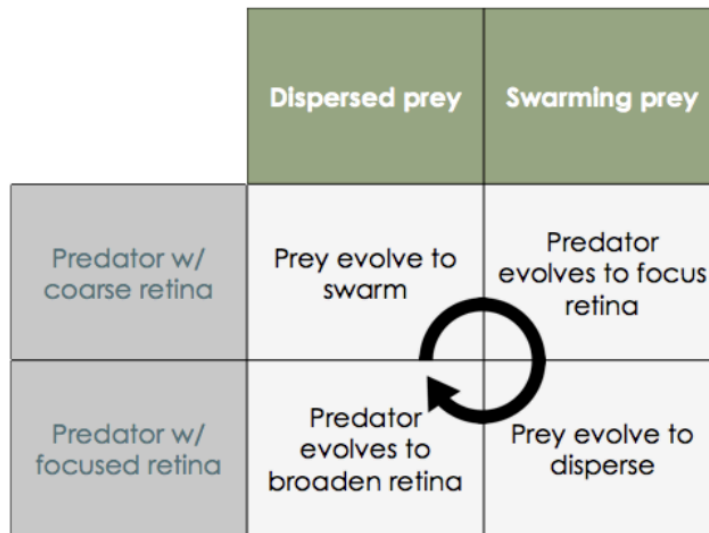 Dispersed prey
Swarming prey
Predator w/
coarse retina
Prey evolve to
swarm
Predator
evolves to focus
retina
Predator w/
focused retina
Predator
evolves to
broaden retina
Prey evolve to
disperse